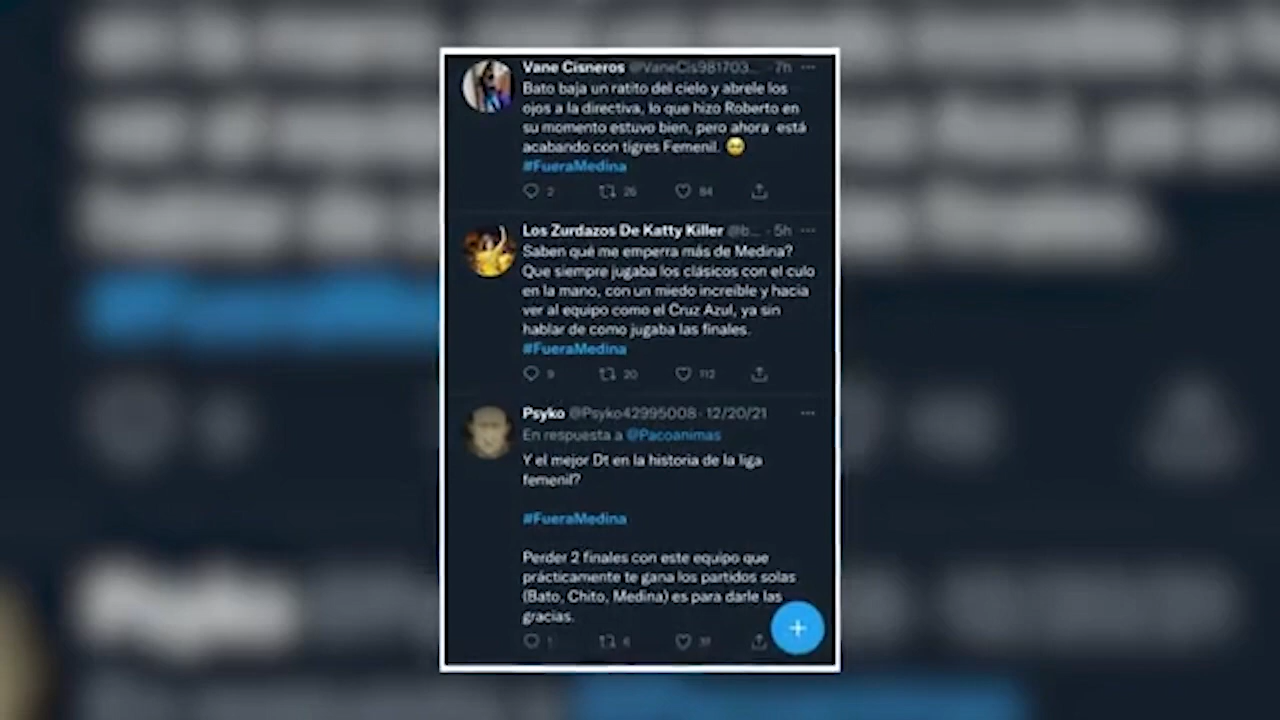 Vane Cisneros @VaneCis981703... · 7h
Bato baja un ratito del cielo y abrele los
ojos a la directiva, lo que hizo Roberto en
su momento estuvo bien, pero ahora está
acabando con tigres Femenil. 🥺
#FueraMedina
2 26 84
Los Zurdazos De Katty Killer @b... · 5h
Saben qué me emperra más de Medina?
Que siempre jugaba los clásicos con el culo
en la mano, con un miedo increíble y hacia
ver al equipo como el Cruz Azul, ya sin
hablar de como jugaba las finales.
#FueraMedina
9 20 112
Psyko @Psyko42995008 · 12/20/21
En respuesta a @Pacoanimas
Y el mejor Dt en la historia de la liga
femenil?
#FueraMedina
Perder 2 finales con este equipo que
prácticamente te gana los partidos solas
(Bato, Chito, Medina) es para darle las
gracias.
1 6